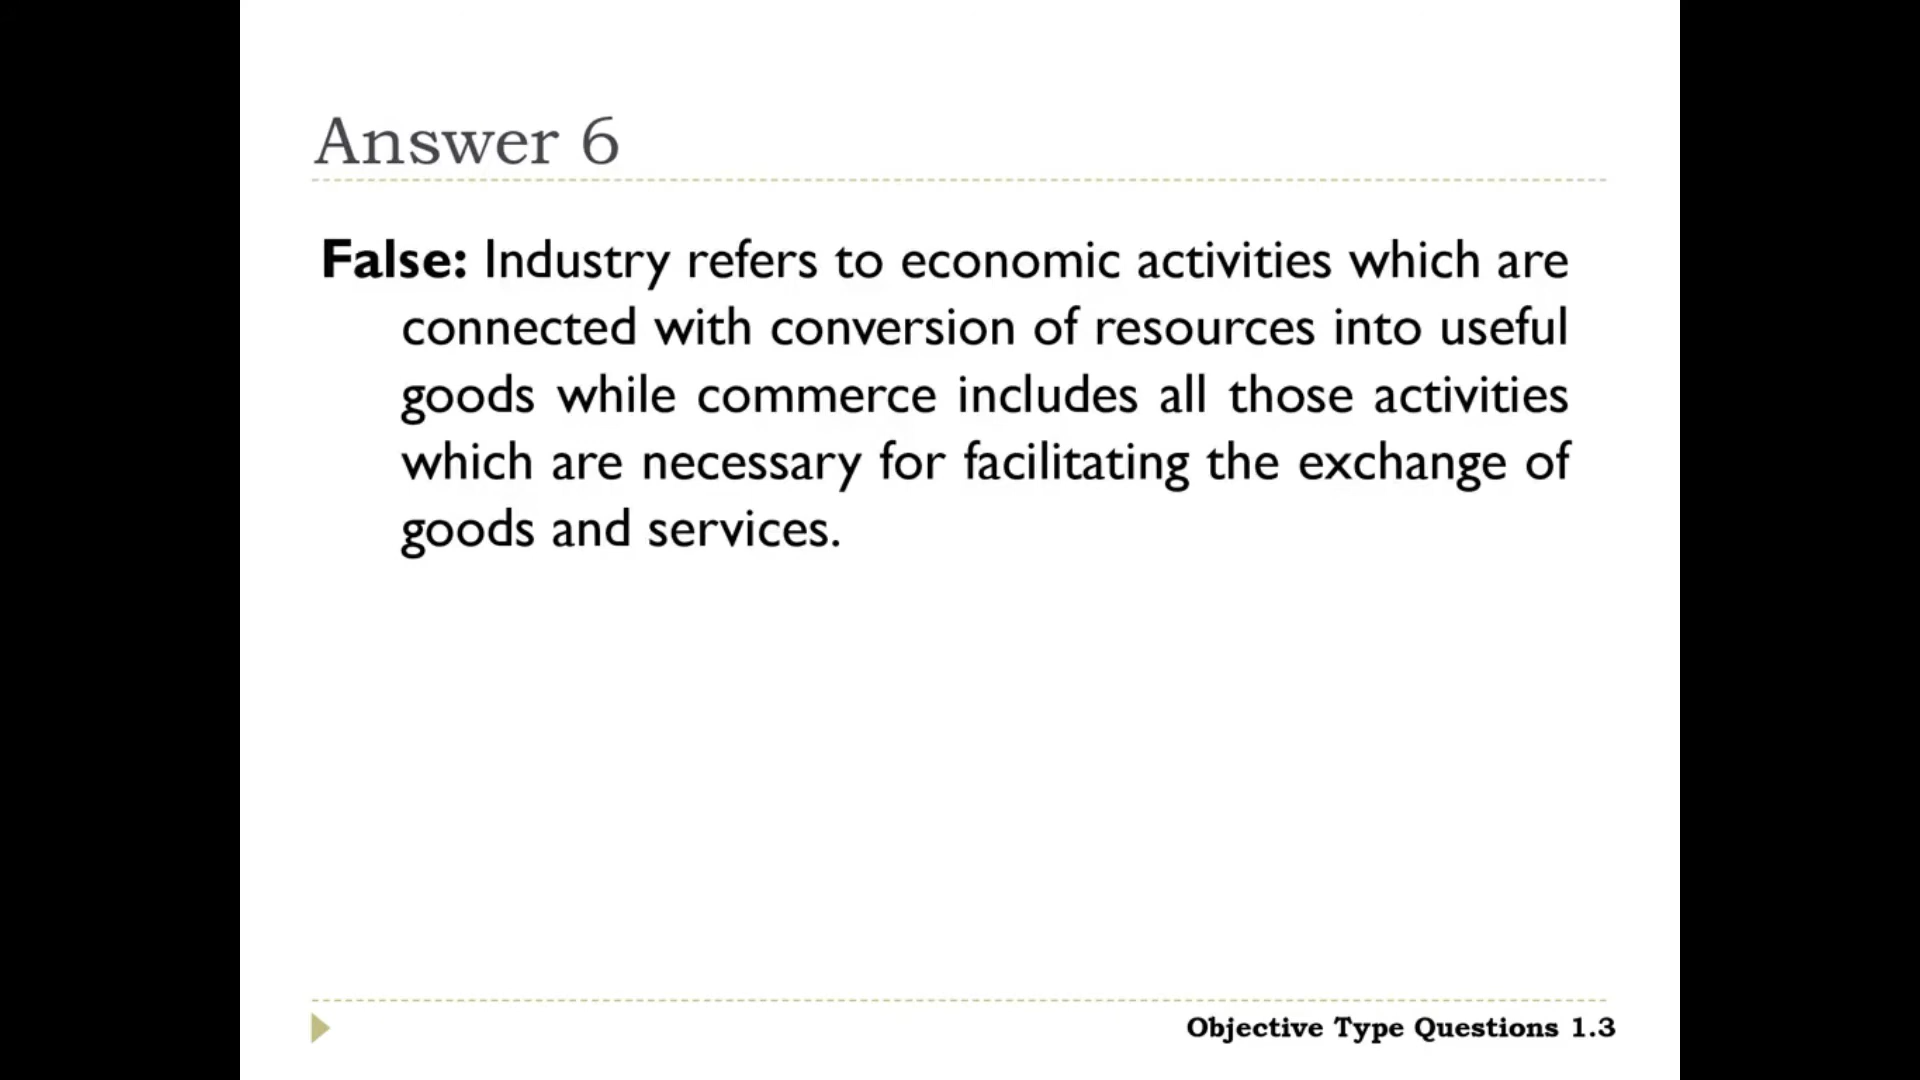 Answer 6
False: Industry refers to economic activities which are
connected with conversion of resources into useful
goods while commerce includes all those activities
which are necessary for facilitating the exchange of
goods and services.
Objective Type Questions 1.3